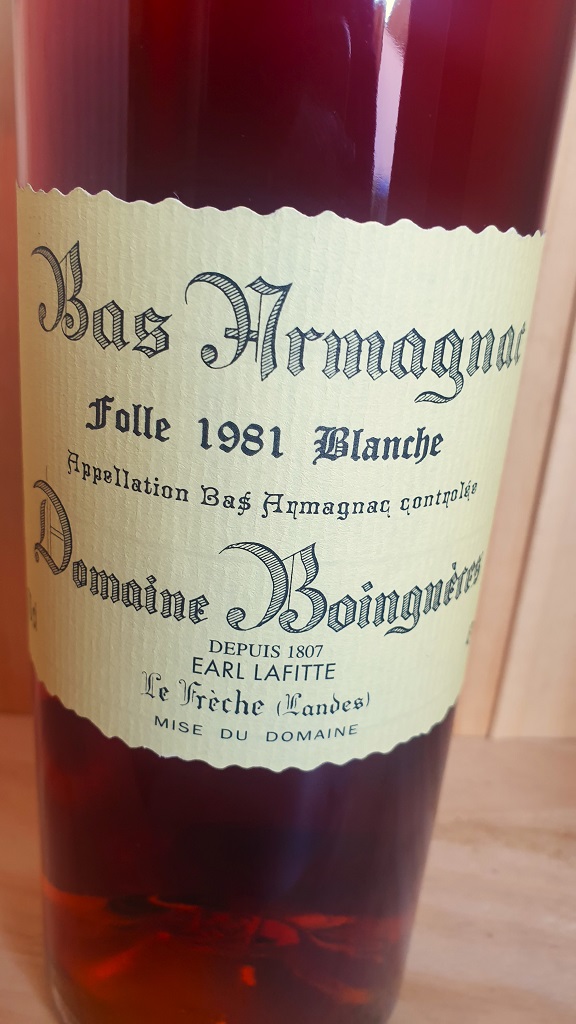 Bas Armagnac
Folle 1981 Blanche
Appellation Bas Armagnac contrôlée
Domaine Boingnères
DEPUIS 1807
EARL LAFITTE
Le Frèche (Landes)
MISE DU DOMAINE